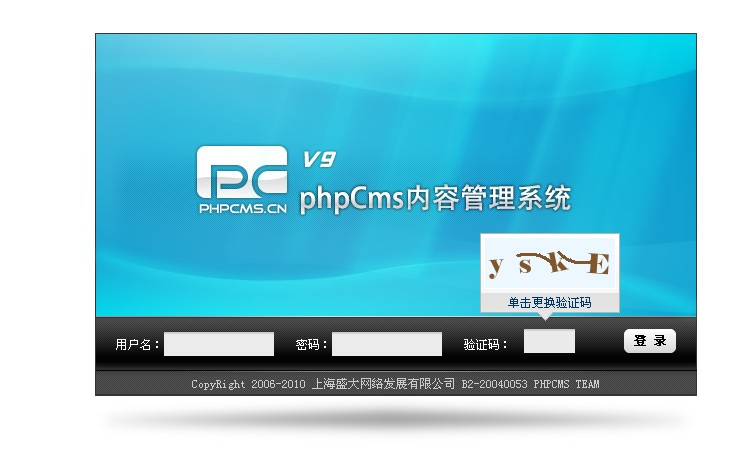 V9
PC
PHPCMS.CN
phpCms内容管理系统
yskE
单击更换验证码
用户名：
密码：
验证码：
登 录
CopyRight 2006-2010 上海盛大网络发展有限公司 B2-20040053 PHPCMS TEAM